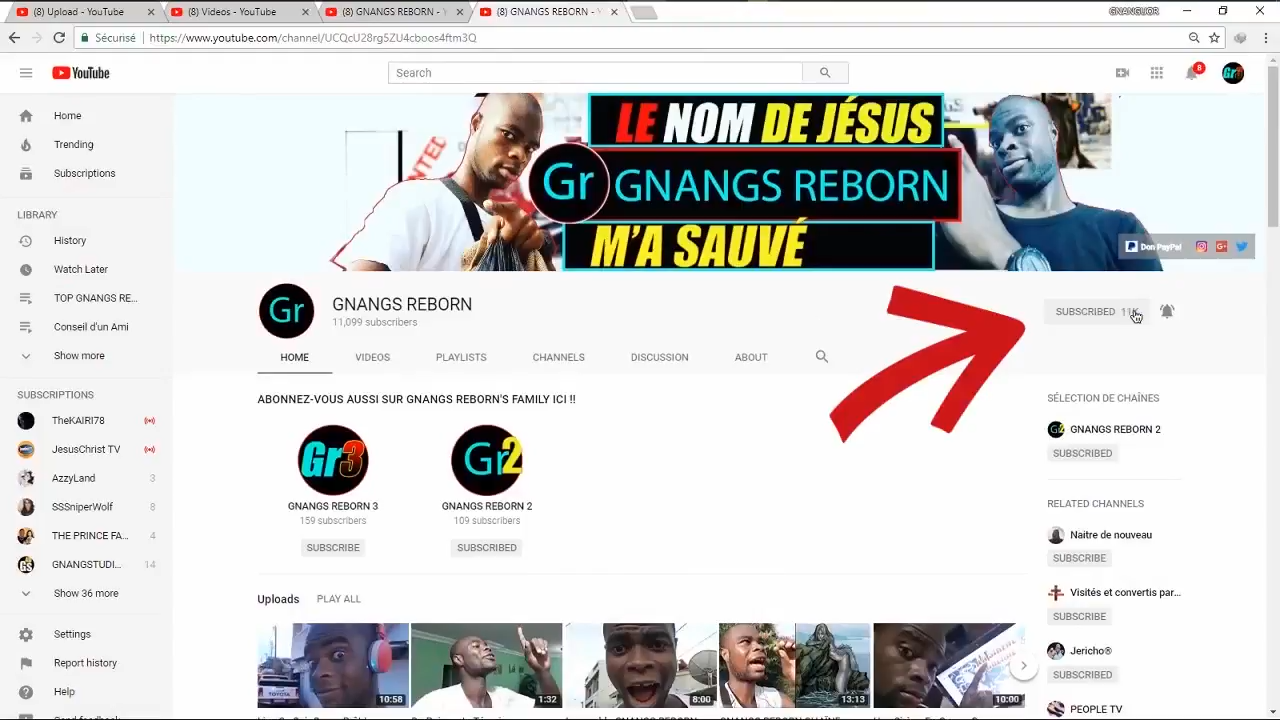 (8) Upload - YouTube
(8) Videos - YouTube
(8) GNANGS REBORN - Y
(8) GNANGS REBORN - Y
GNANGUOR
Sécurisé
https://www.youtube.com/channel/UCQcU28rg5ZU4cboos4ftm3Q
YouTube
Search
8
Gr
Home
Trending
Subscriptions
LIBRARY
History
Watch Later
TOP GNANGS RE...
Conseil d'un Ami
Show more
SUBSCRIPTIONS
TheKAIRI78
JesusChrist TV
AzzyLand 3
SSSniperWolf 8
THE PRINCE FA... 4
GNANGSTUDI... 14
Show 36 more
Settings
Report history
Help
Send feedback
LE NOM DE JÉSUS
Gr GNANGS REBORN
M'A SAUVÉ
Don PayPal
Gr
GNANGS REBORN
11,099 subscribers
SUBSCRIBED
HOME
VIDEOS
PLAYLISTS
CHANNELS
DISCUSSION
ABOUT
ABONNEZ-VOUS AUSSI SUR GNANGS REBORN'S FAMILY ICI !!
Gr3
GNANGS REBORN 3
159 subscribers
SUBSCRIBE
Gr2
GNANGS REBORN 2
109 subscribers
SUBSCRIBED
Uploads PLAY ALL
10:58
1:32
8:00
13:13
10:00
SÉLECTION DE CHAÎNES
GNANGS REBORN 2
SUBSCRIBED
RELATED CHANNELS
Naitre de nouveau
SUBSCRIBE
Visités et convertis par...
SUBSCRIBE
Jericho®
SUBSCRIBED
PEOPLE TV